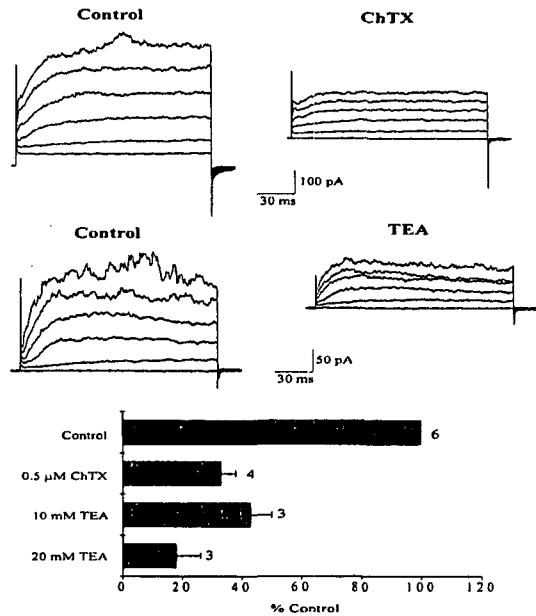 Control
ChTX
100 pA
30 ms
Control
TEA
50 pA
30 ms
Control
6
0.5 µM ChTX
4
10 mM TEA
3
20 mM TEA
3
0 20 40 60 80 100 120
% Control